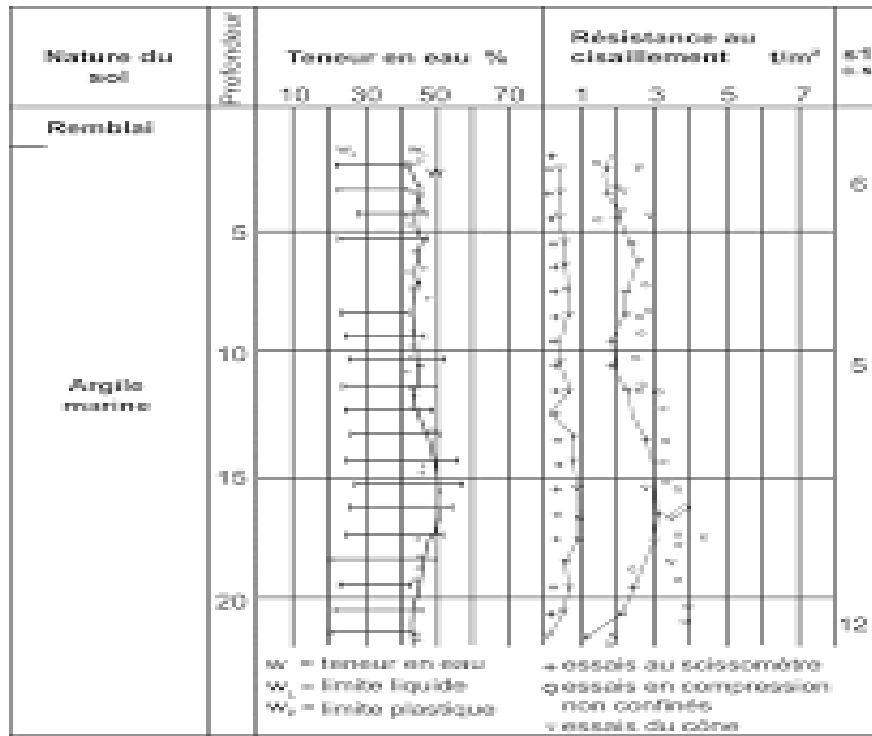 Nature du
sol
Profondeur
Teneur en eau %
10 30 50 70
Résistance au
cisaillement t/m²
1 3 5 7
Remblai
5
10
15
20
Argile
marine
6
5
12
w = teneur en eau
W_L = limite liquide
W_P = limite plastique
essais au scissomètre
essais en compression
non confinés
essais du cône